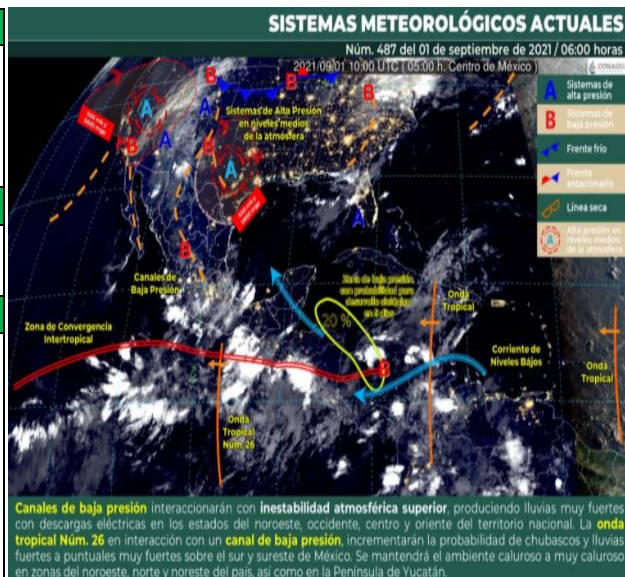 SISTEMAS METEOROLÓGICOS ACTUALES
Núm. 487 del 01 de septiembre de 2021 / 06:00 horas
2021/09/01 10:00 UTC ( 05:00 h. Centro de México )
CONAGUA
A Sistemas de
alta presión
B Sistemas de
baja presión
Frente frío
Frente
estacionario
Línea seca
A Alta presión en
niveles medios
de la atmósfera
B
B
B
A
A
A
B
B
A
A
B
Sistemas de Alta Presión
en niveles medios
de la atmósfera
Canales de
Baja Presión
Zona de baja presión
con probabilidad para
desarrollo ciclónico
en 5 días
20 %
Onda
Tropical
Zona de Convergencia
Intertropical
B
Corriente de
Niveles Bájos
Onda
Tropical
Onda
Tropical
Núm. 26
Canales de baja presión interaccionarán con inestabilidad atmosférica superior, produciendo lluvias muy fuertes
con descargas eléctricas en los estados del noroeste, occidente, centro y oriente del territorio nacional. La onda
tropical Núm. 26 en interacción con un canal de baja presión, incrementarán la probabilidad de chubascos y lluvias
fuertes a puntuales muy fuertes sobre el sur y sureste de México. Se mantendrá el ambiente caluroso a muy caluroso
en zonas del noroeste, norte y noreste del país, así como en la Península de Yucatán.